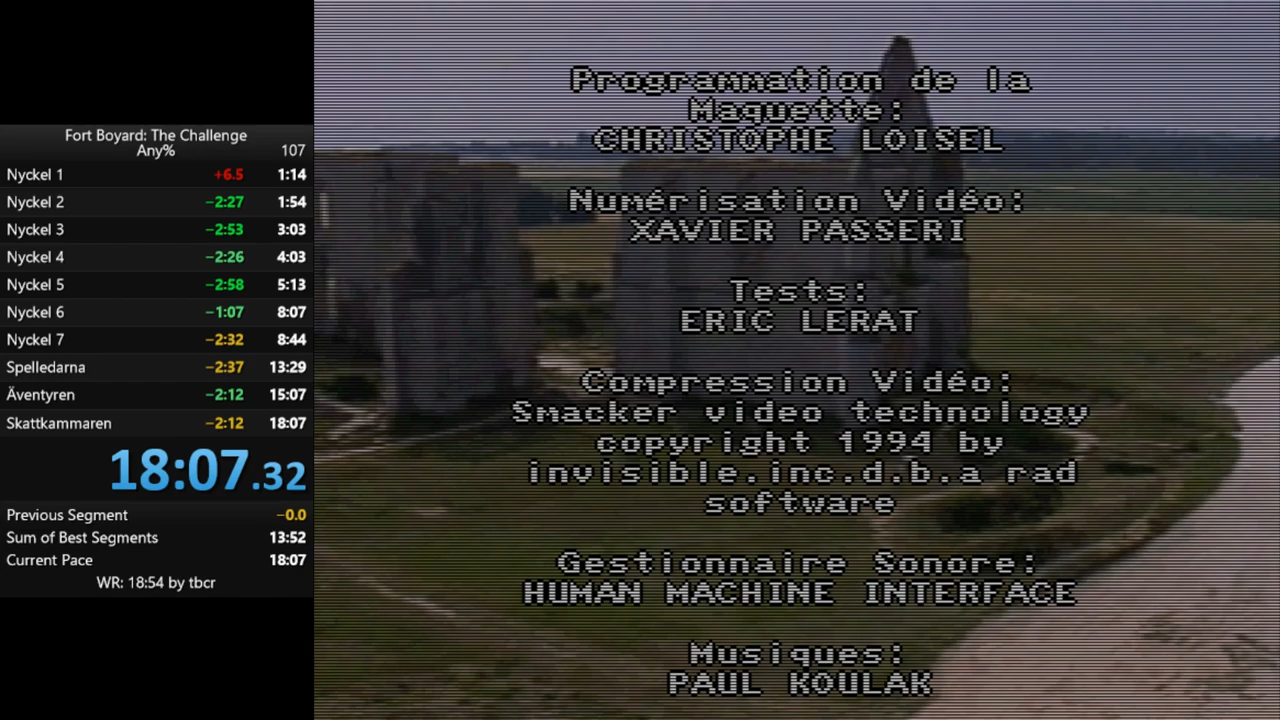 Fort Boyard: The Challenge
Any% 107
Nyckel 1 +6.5 1:14
Nyckel 2 −2:27 1:54
Nyckel 3 −2:53 3:03
Nyckel 4 −2:26 4:03
Nyckel 5 −2:58 5:13
Nyckel 6 −1:07 8:07
Nyckel 7 −2:32 8:44
Spelledarna −2:37 13:29
Äventyren −2:12 15:07
Skattkammaren −2:12 18:07
18:07.32
Previous Segment −0.0
Sum of Best Segments 13:52
Current Pace 18:07
WR: 18:54 by tbcr
Programmation de la
Maquette:
CHRISTOPHE LOISEL
Numérisation Vidéo:
XAVIER PASSERI
Tests:
ERIC LERAT
Compression Vidéo:
Smacker video technology
copyright 1994 by
invisible.inc.d.b.a rad
software
Gestionnaire Sonore:
HUMAN MACHINE INTERFACE
Musiques:
PAUL KOULAK